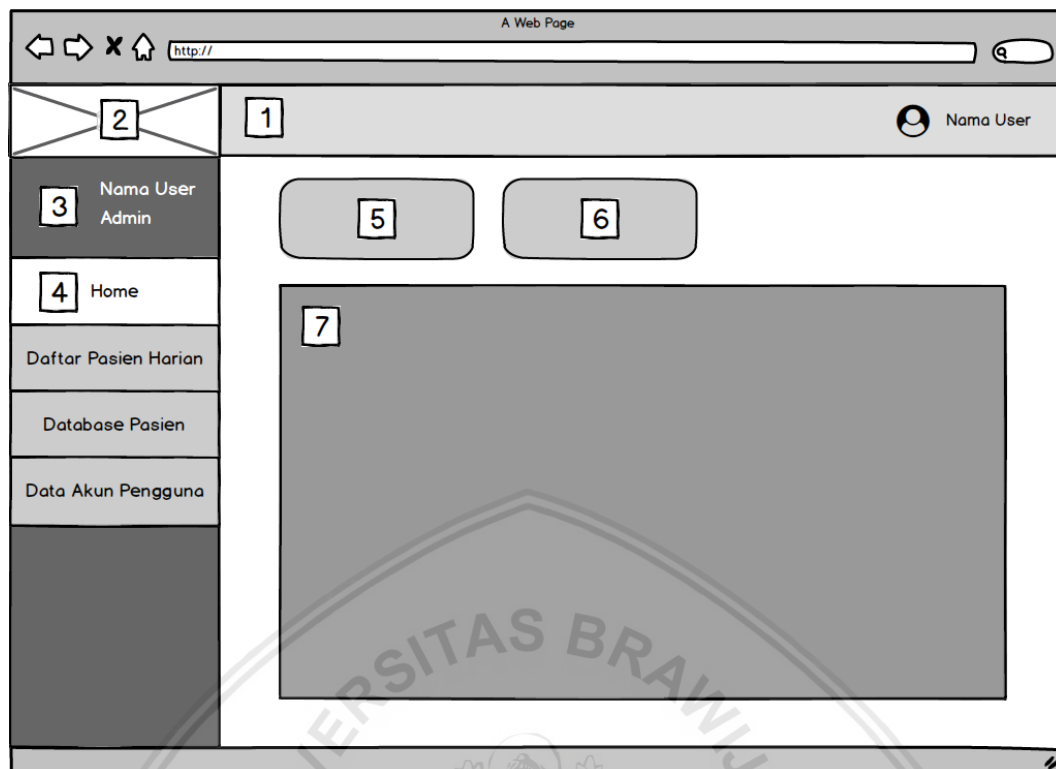 A Web Page
http://
2
1
Nama User
3
Nama User
Admin
5
6
4
Home
7
Daftar Pasien Harian
Database Pasien
Data Akun Pengguna
ERSITAS BRAWIJ